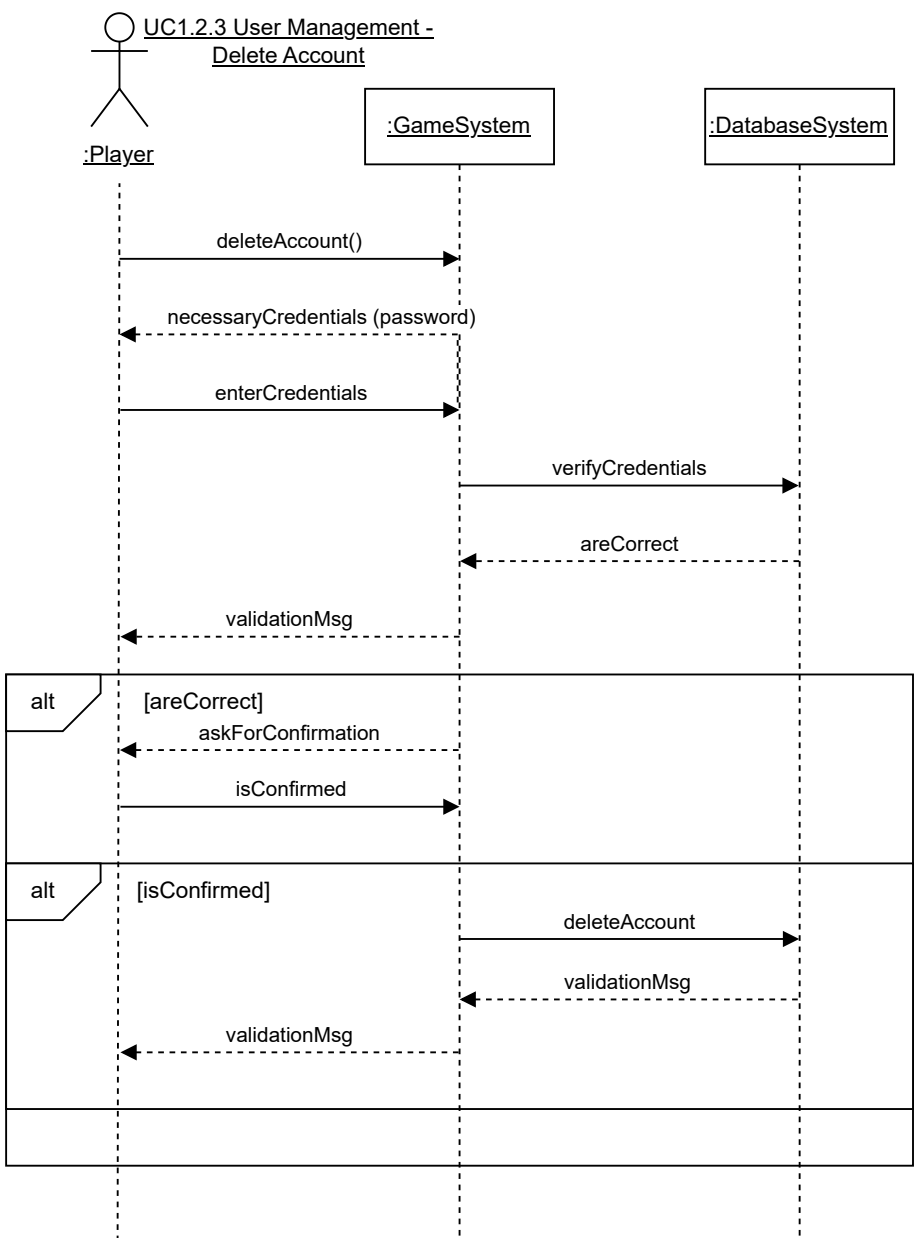 UC1.2.3 User Management -
Delete Account
:Player
:GameSystem
:DatabaseSystem
deleteAccount()
necessaryCredentials (password)
enterCredentials
verifyCredentials
areCorrect
validationMsg
alt
[areCorrect]
askForConfirmation
isConfirmed
alt
[isConfirmed]
deleteAccount
validationMsg
validationMsg